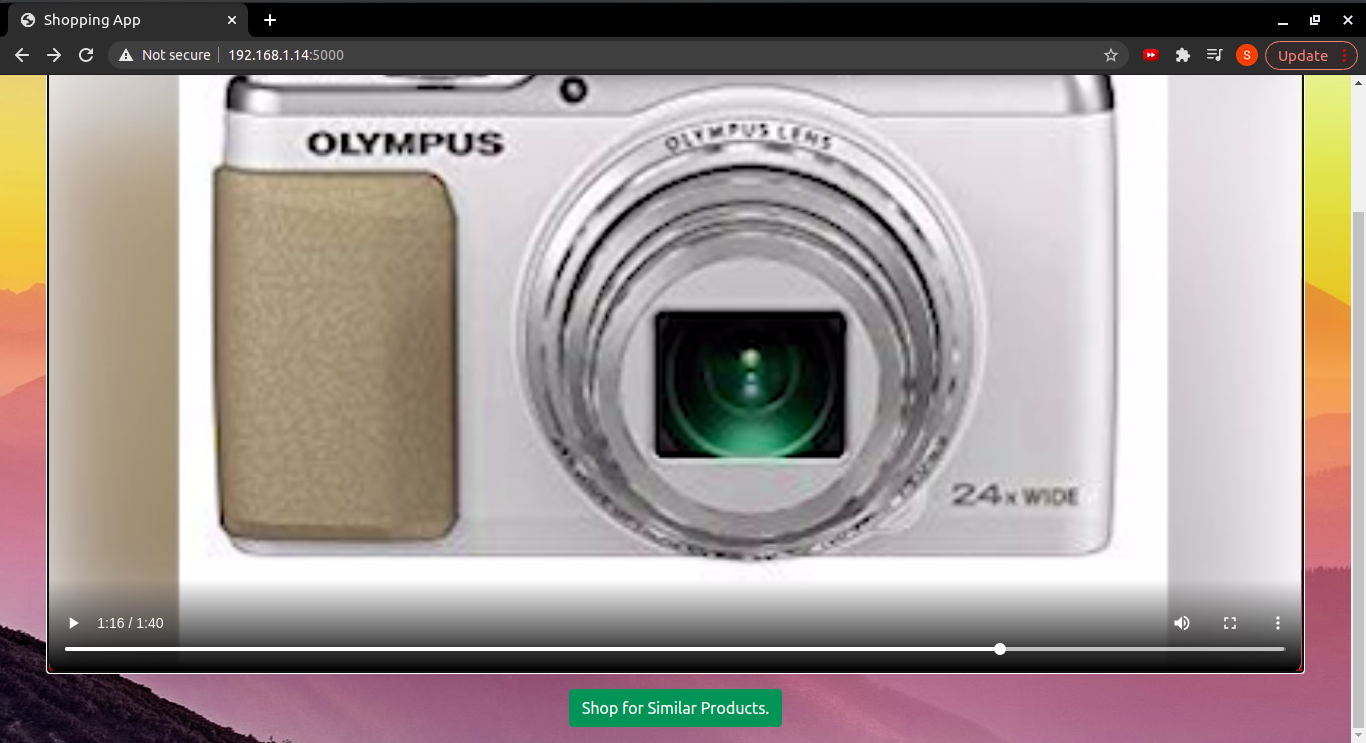 Shopping App
Not secure 192.168.1.14:5000
S
Update
OLYMPUS
OLYMPUS LENS
24x WIDE
1:16 / 1:40
Shop for Similar Products.